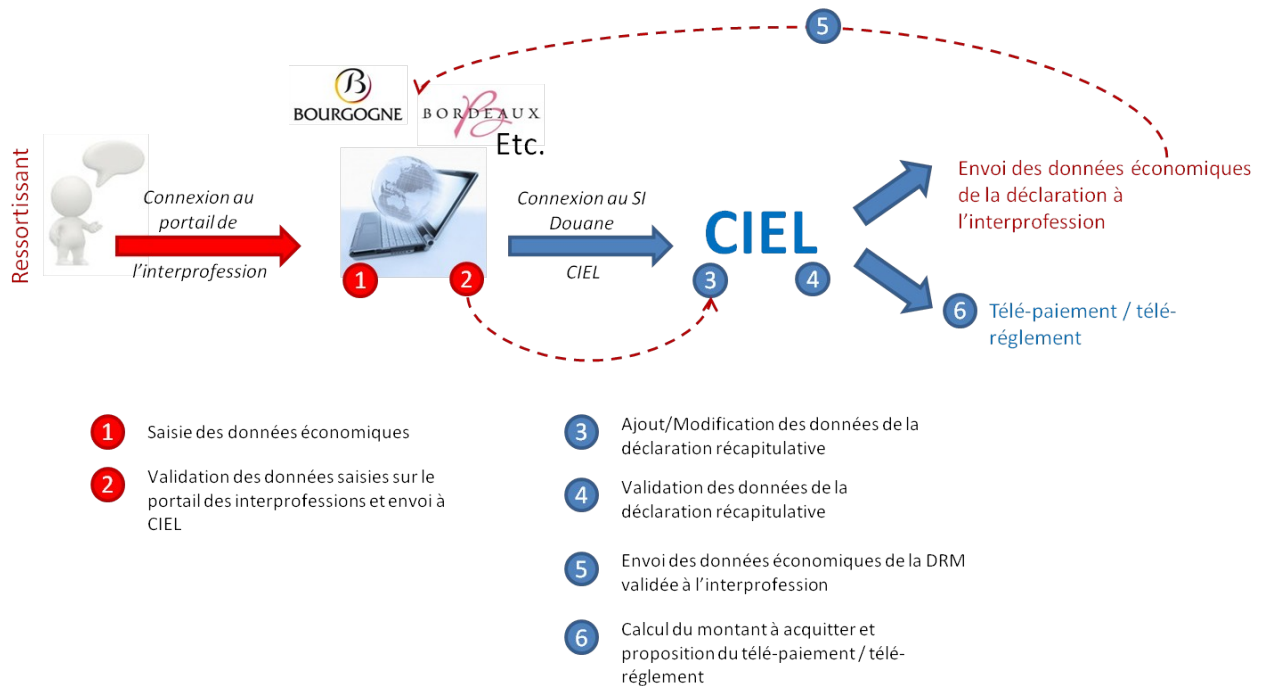 5
B
BOURGOGNE
BORDEAUX
B
Etc.
Ressortissant
Connexion au
portail de
l’interprofession
1
2
Connexion au SI
Douane
CIEL
CIEL
3
4
Envoi des données économiques
de la déclaration à
l’interprofession
6
Télé-paiement / télé-
réglement
1
Saisie des données économiques
2
Validation des données saisies sur le
portail des interprofessions et envoi à
CIEL
3
Ajout/Modification des données de la
déclaration récapitulative
4
Validation des données de la
déclaration récapitulative
5
Envoi des données économiques de la DRM
validée à l’interprofession
6
Calcul du montant à acquitter et
proposition du télé-paiement / télé-
réglement